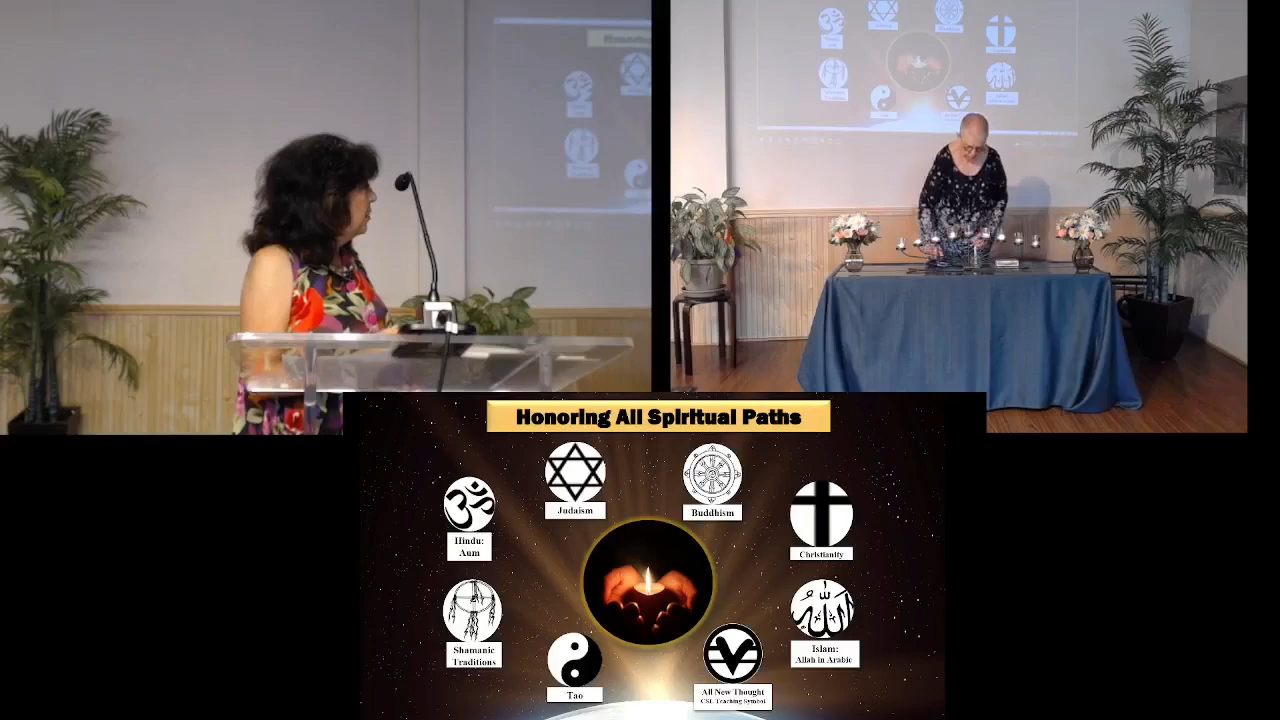 Honoring All Spiritual Paths
Judaism
Buddhism
Hindu:
Aum
Christianity
Shamanic
Traditions
Islam:
Allah in Arabic
Tao
All New Thought
CSL Teaching Symbol